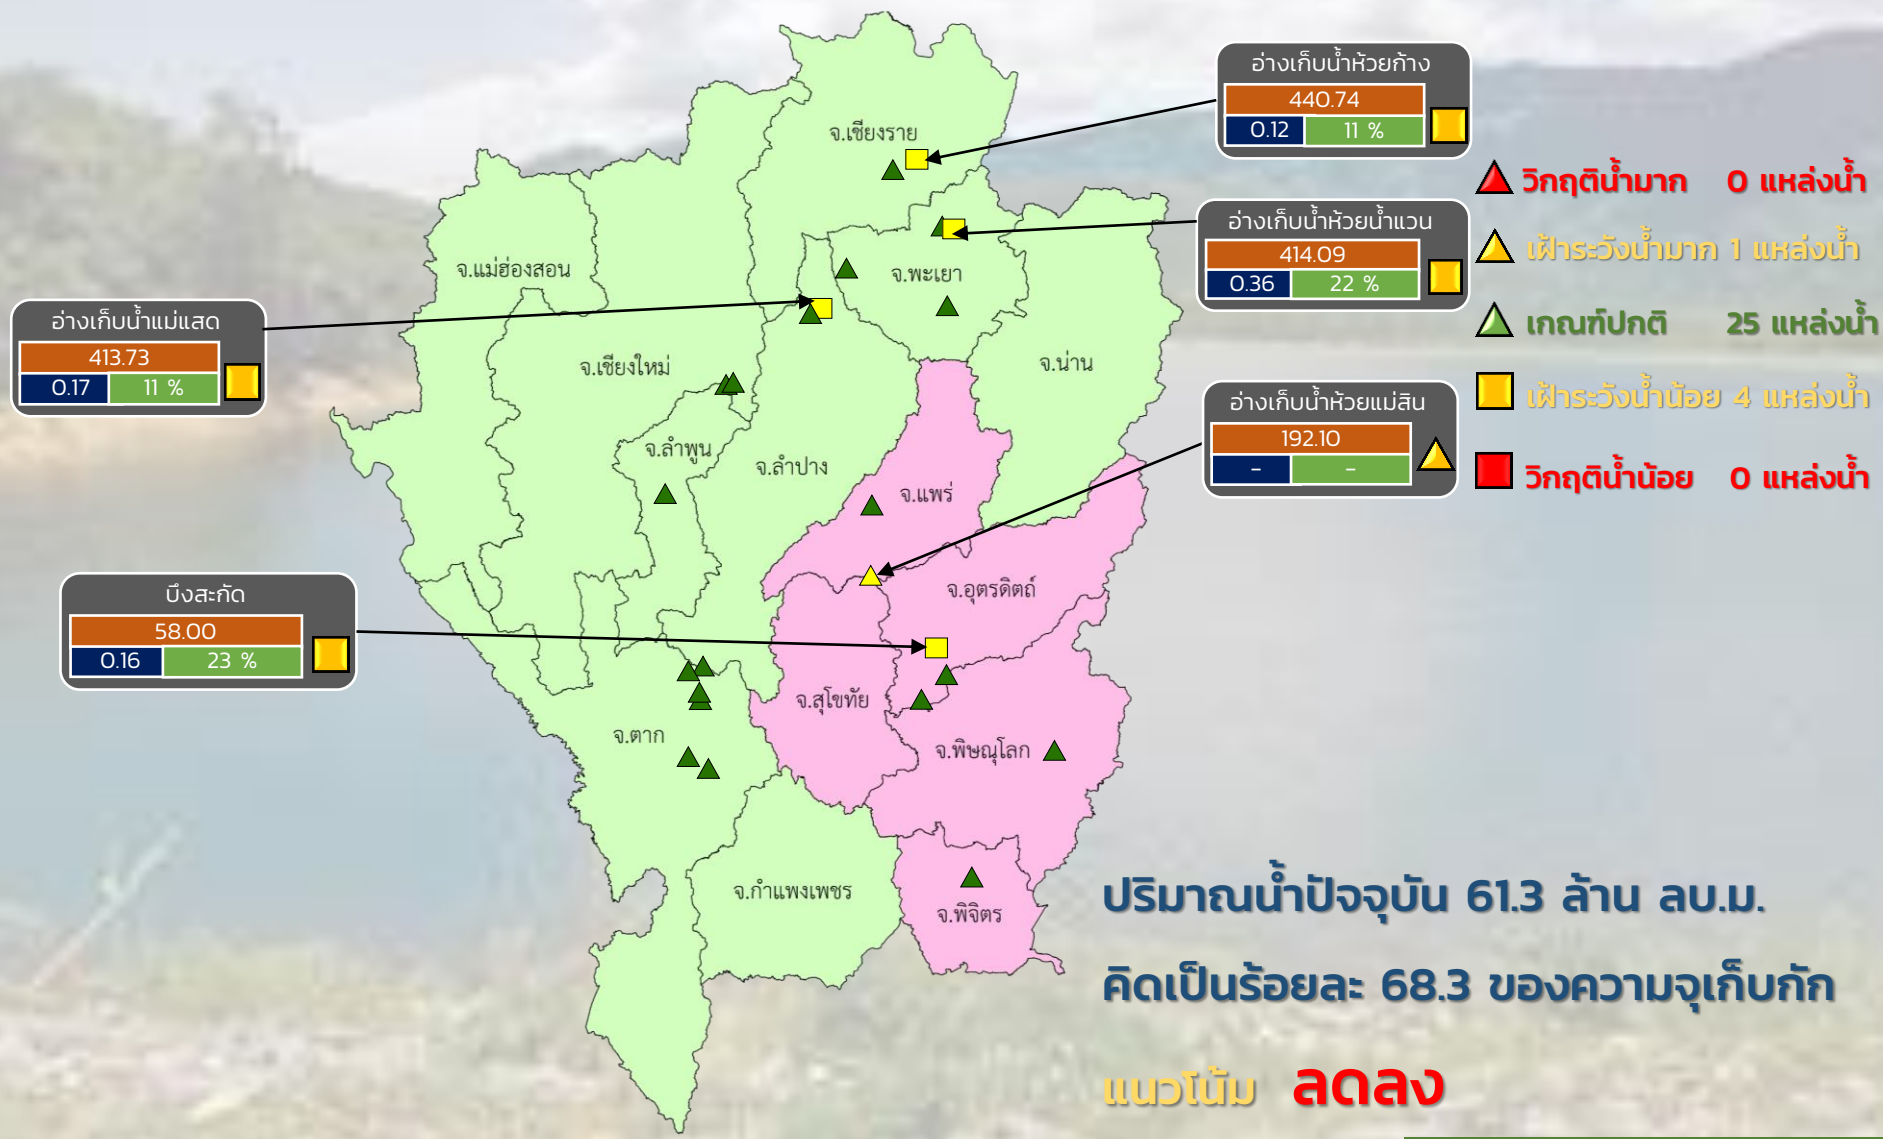 อ่างเก็บน้ำห้วยก้าง
440.74
0.12 11 %
อ่างเก็บน้ำห้วยน้ำแวน
414.09
0.36 22 %
อ่างเก็บน้ำแม่แสด
413.73
0.17 11 %
อ่างเก็บน้ำห้วยแม่สิน
192.10
- -
บึงสะกัด
58.00
0.16 23 %
วิกฤติน้ำมาก 0 แหล่งน้ำ
เฝ้าระวังน้ำมาก 1 แหล่งน้ำ
เกณฑ์ปกติ 25 แหล่งน้ำ
เฝ้าระวังน้ำน้อย 4 แหล่งน้ำ
วิกฤติน้ำน้อย 0 แหล่งน้ำ
จ.เชียงราย
จ.แม่ฮ่องสอน
จ.พะเยา
จ.น่าน
จ.เชียงใหม่
จ.ลำพูน
จ.ลำปาง
จ.แพร่
จ.อุตรดิตถ์
จ.สุโขทัย
จ.ตาก
จ.พิษณุโลก
จ.กำแพงเพชร
จ.พิจิตร
ปริมาณน้ำปัจจุบัน 61.3 ล้าน ลบ.ม.
คิดเป็นร้อยละ 68.3 ของความจุเก็บกัก
แนวโน้ม ลดลง